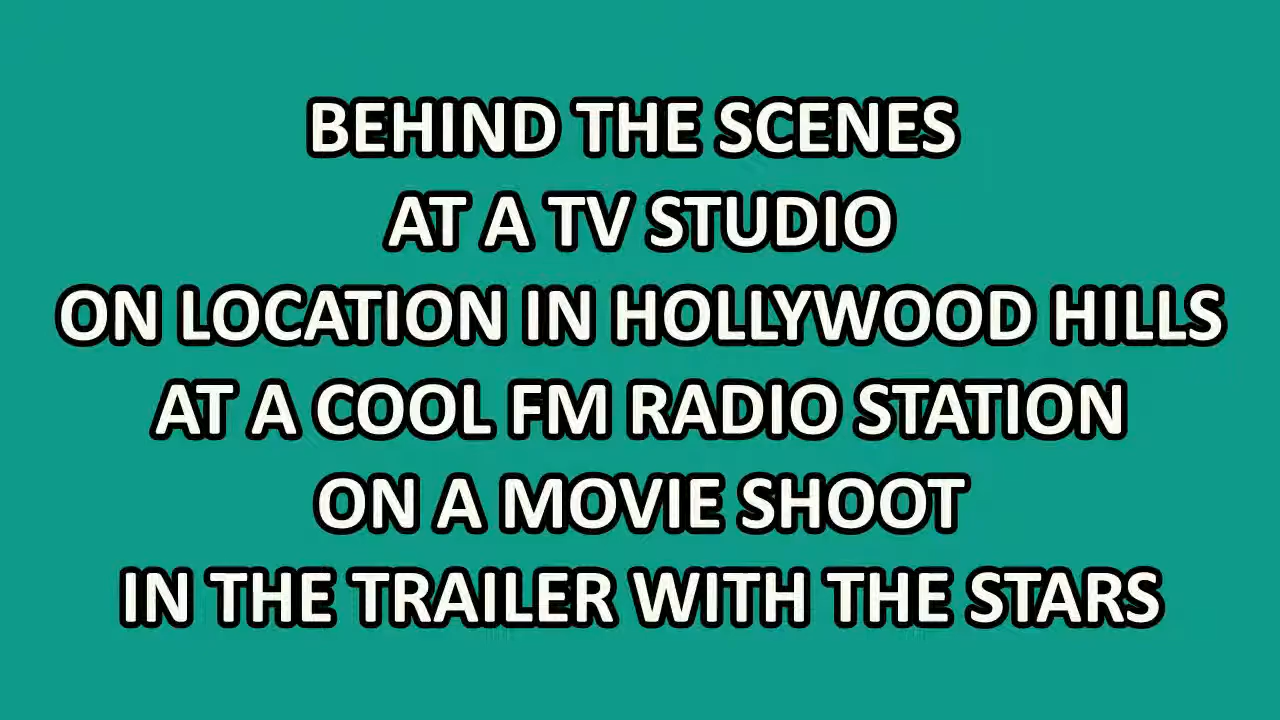 BEHIND THE SCENES
AT A TV STUDIO
ON LOCATION IN HOLLYWOOD HILLS
AT A COOL FM RADIO STATION
ON A MOVIE SHOOT
IN THE TRAILER WITH THE STARS